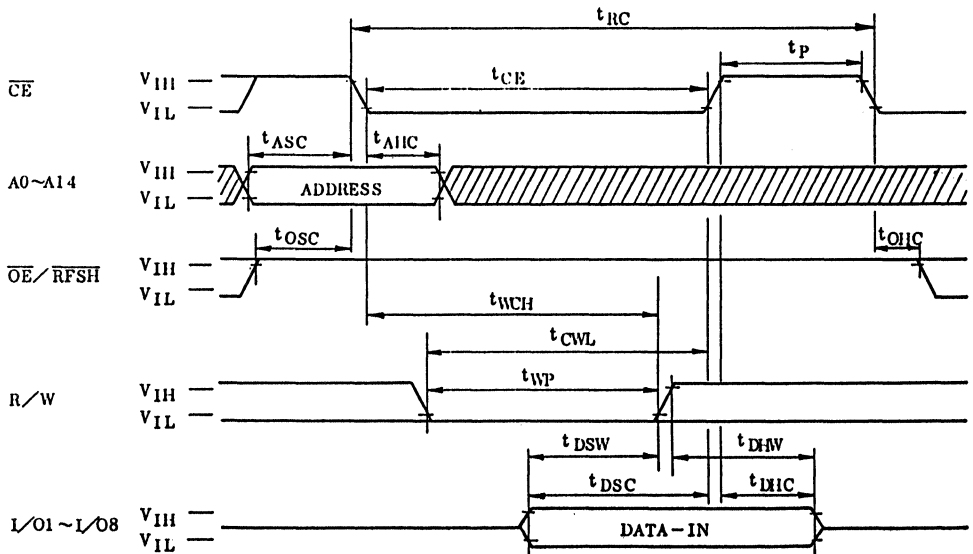 tRC
tP
CE VIH
tCE
VIL
tASC tAHC
A0~A14 VIH
ADDRESS
VIL
tOSC tOHC
OE/RFSH VIH
VIL
tWCH
tCWL
tWP
R/W VIH
VIL
tDSW tDHW
tDSC tDHC
I/O1~I/O8 VIH
DATA-IN
VIL